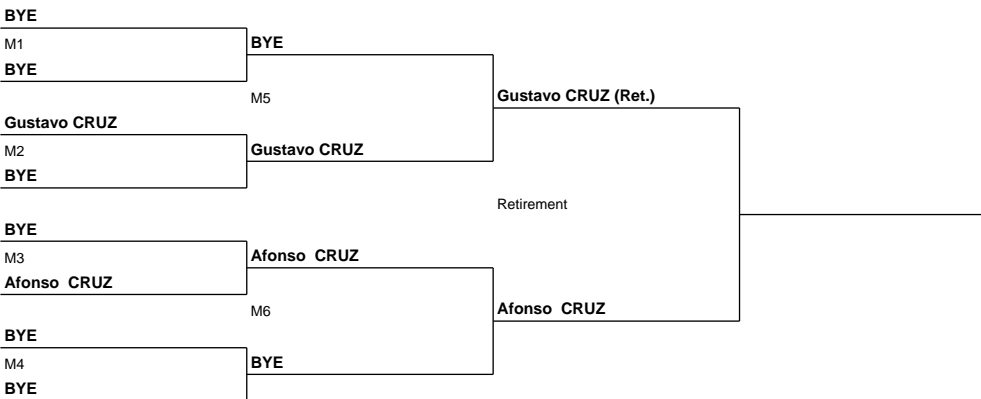 BYE
M1
BYE
BYE
M5
Gustavo CRUZ (Ret.)
Gustavo CRUZ
M2
Gustavo CRUZ
BYE
Retirement
BYE
M3
Afonso  CRUZ
Afonso  CRUZ
M6
Afonso  CRUZ
BYE
M4
BYE
BYE